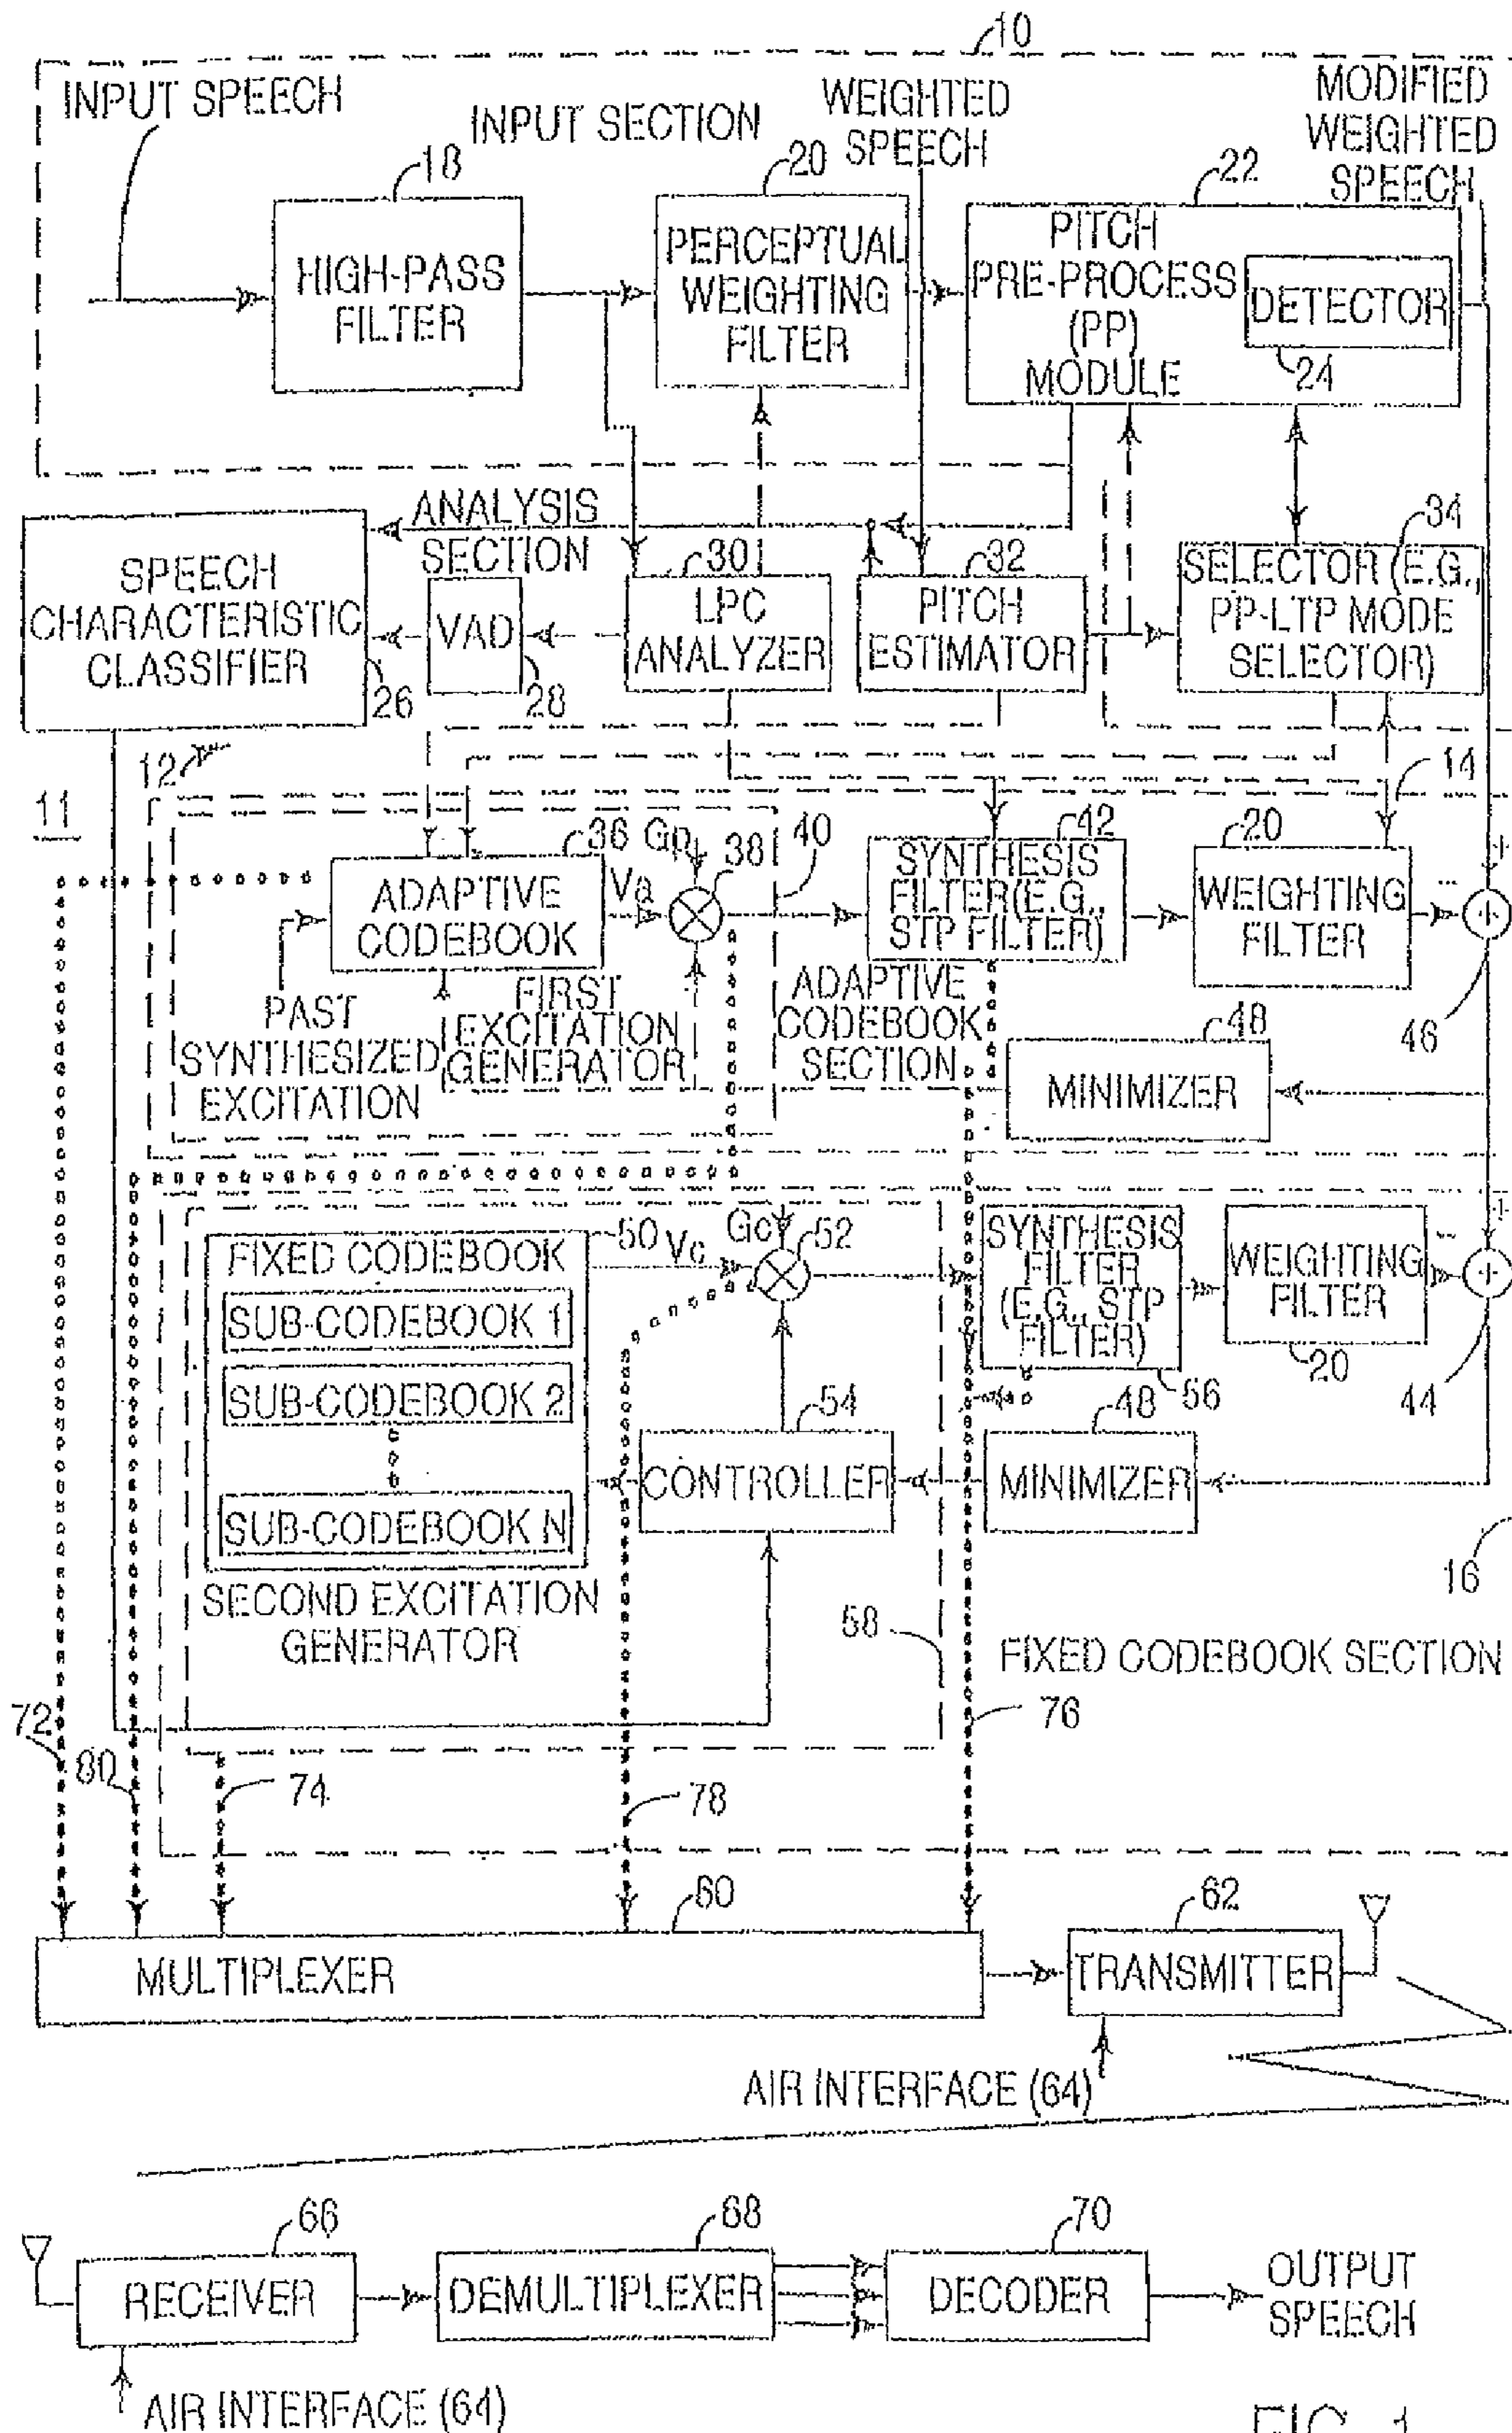 10
INPUT SPEECH
INPUT SECTION
WEIGHTED
SPEECH
MODIFIED
WEIGHTED
SPEECH
18
HIGH-PASS
FILTER
20
PERCEPTUAL
WEIGHTING
FILTER
22
PITCH
PRE-PROCESS
(PP)
MODULE
DETECTOR
24
ANALYSIS
SECTION
SPEECH
CHARACTERISTIC
CLASSIFIER
26
VAD
28
30
LPC
ANALYZER
32
PITCH
ESTIMATOR
34
SELECTOR (E.G.,
PP-LTP MODE
SELECTOR)
12
11
14
36
ADAPTIVE
CODEBOOK
Va
Gp
38
40
42
SYNTHESIS
FILTER(E.G.,
STP FILTER)
20
WEIGHTING
FILTER
-
+
+
46
PAST
SYNTHESIZED
EXCITATION
FIRST
EXCITATION
GENERATOR
ADAPTIVE
CODEBOOK
SECTION
48
MINIMIZER
50
FIXED CODEBOOK
SUB-CODEBOOK 1
SUB-CODEBOOK 2
SUB-CODEBOOK N
SECOND EXCITATION
GENERATOR
Vc
Gc
52
SYNTHESIS
FILTER
(E.G., STP
FILTER)
56
WEIGHTING
FILTER
20
-
+
+
44
54
CONTROLLER
48
MINIMIZER
16
58
FIXED CODEBOOK SECTION
72
80
74
78
76
60
MULTIPLEXER
62
TRANSMITTER
AIR INTERFACE (64)
66
RECEIVER
68
DEMULTIPLEXER
70
DECODER
OUTPUT
SPEECH
AIR INTERFACE (64)
FIG. 1